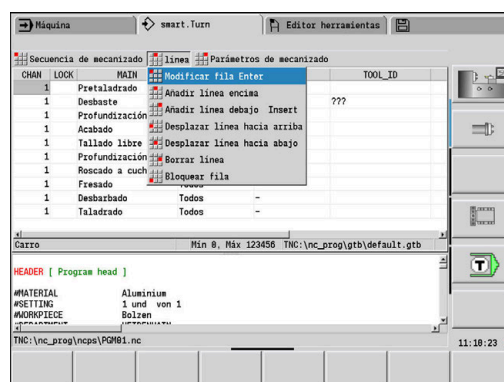 Máquina smart.Turn Editor herramientas
Secuencia de mecanizado línea Parámetros de mecanizado
CHAN LOCK MAIN TOOL_ID
Modificar fila Enter
Añadir línea encima
Añadir línea debajo Insert
Desplazar línea hacia arriba
Desplazar línea hacia abajo
Borrar línea
Bloquear fila
1 Pretaladrado
1 Desbaste ???
1 Profundización
1 Acabado
1 Tallado libre
1 Profundización
1 Roscado a cuch
1 Fresado Todos
1 Desbarbado Todos -
1 Taladrado Todos -
Carro Mín 0, Máx 123456 TNC:\nc_prog\gtb\default.gtb
HEADER [ Program head ]
#MATERIAL Aluminium
#SETTING 1 und von 1
#WORKPIECE Bolzen
TNC:\nc_prog\ncps\PGM01.nc
T
11:10:23